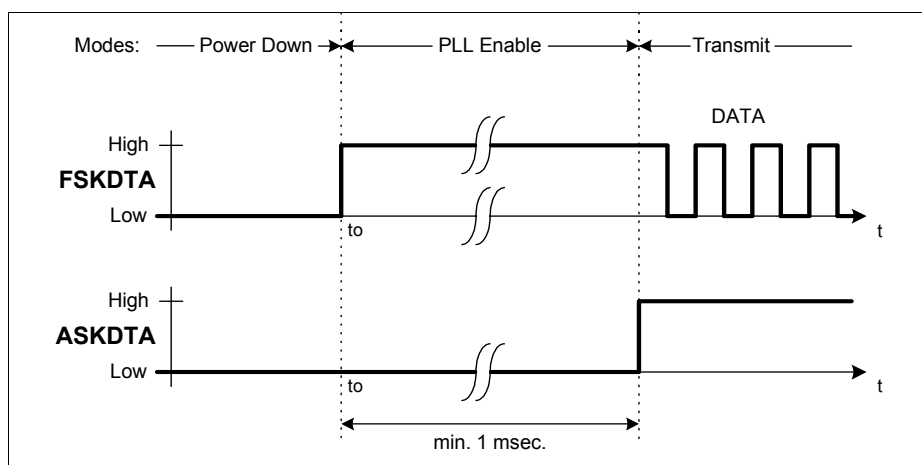 Modes: Power Down PLL Enable Transmit
DATA
High
FSKDTA
Low
to
t
High
ASKDTA
Low
to
t
min. 1 msec.